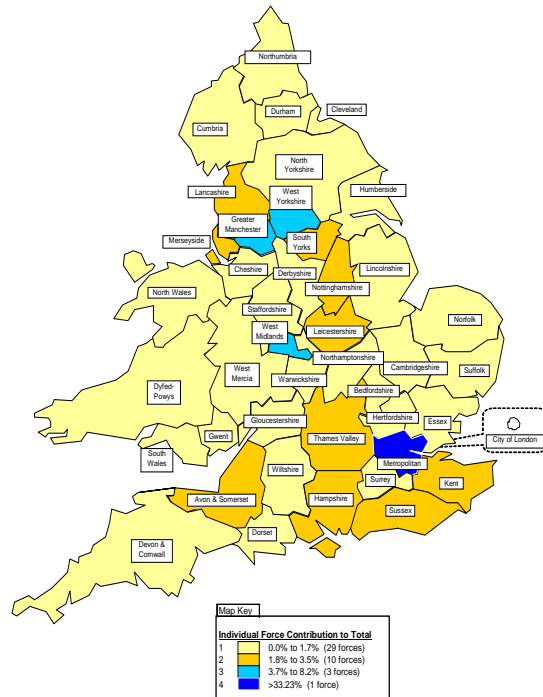 Northumbria
Durham
Cleveland
Cumbria
North
Yorkshire
Humberside
Lancashire
West
Yorkshire
Greater
Manchester
Merseyside
South
Yorks
Cheshire
Derbyshire
Lincolnshire
Nottinghamshire
North Wales
Staffordshire
Norfolk
West
Midlands
Leicestershire
Northamptonshire
Cambridgeshire
Suffolk
West
Mercia
Warwickshire
Dyfed-
Powys
Bedfordshire
Gloucestershire
Hertfordshire
Essex
Gwent
Thames Valley
City of London
South
Wales
Wiltshire
Metropolitan
Surrey
Kent
Avon & Somerset
Hampshire
Sussex
Dorset
Devon &
Cornwall
Map Key
Individual Force Contribution to Total
1 0.0% to 1.7% (29 forces)
2 1.8% to 3.5% (10 forces)
3 3.7% to 8.2% (3 forces)
4 >33.23% (1 force)